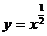 y = x^{1/2}